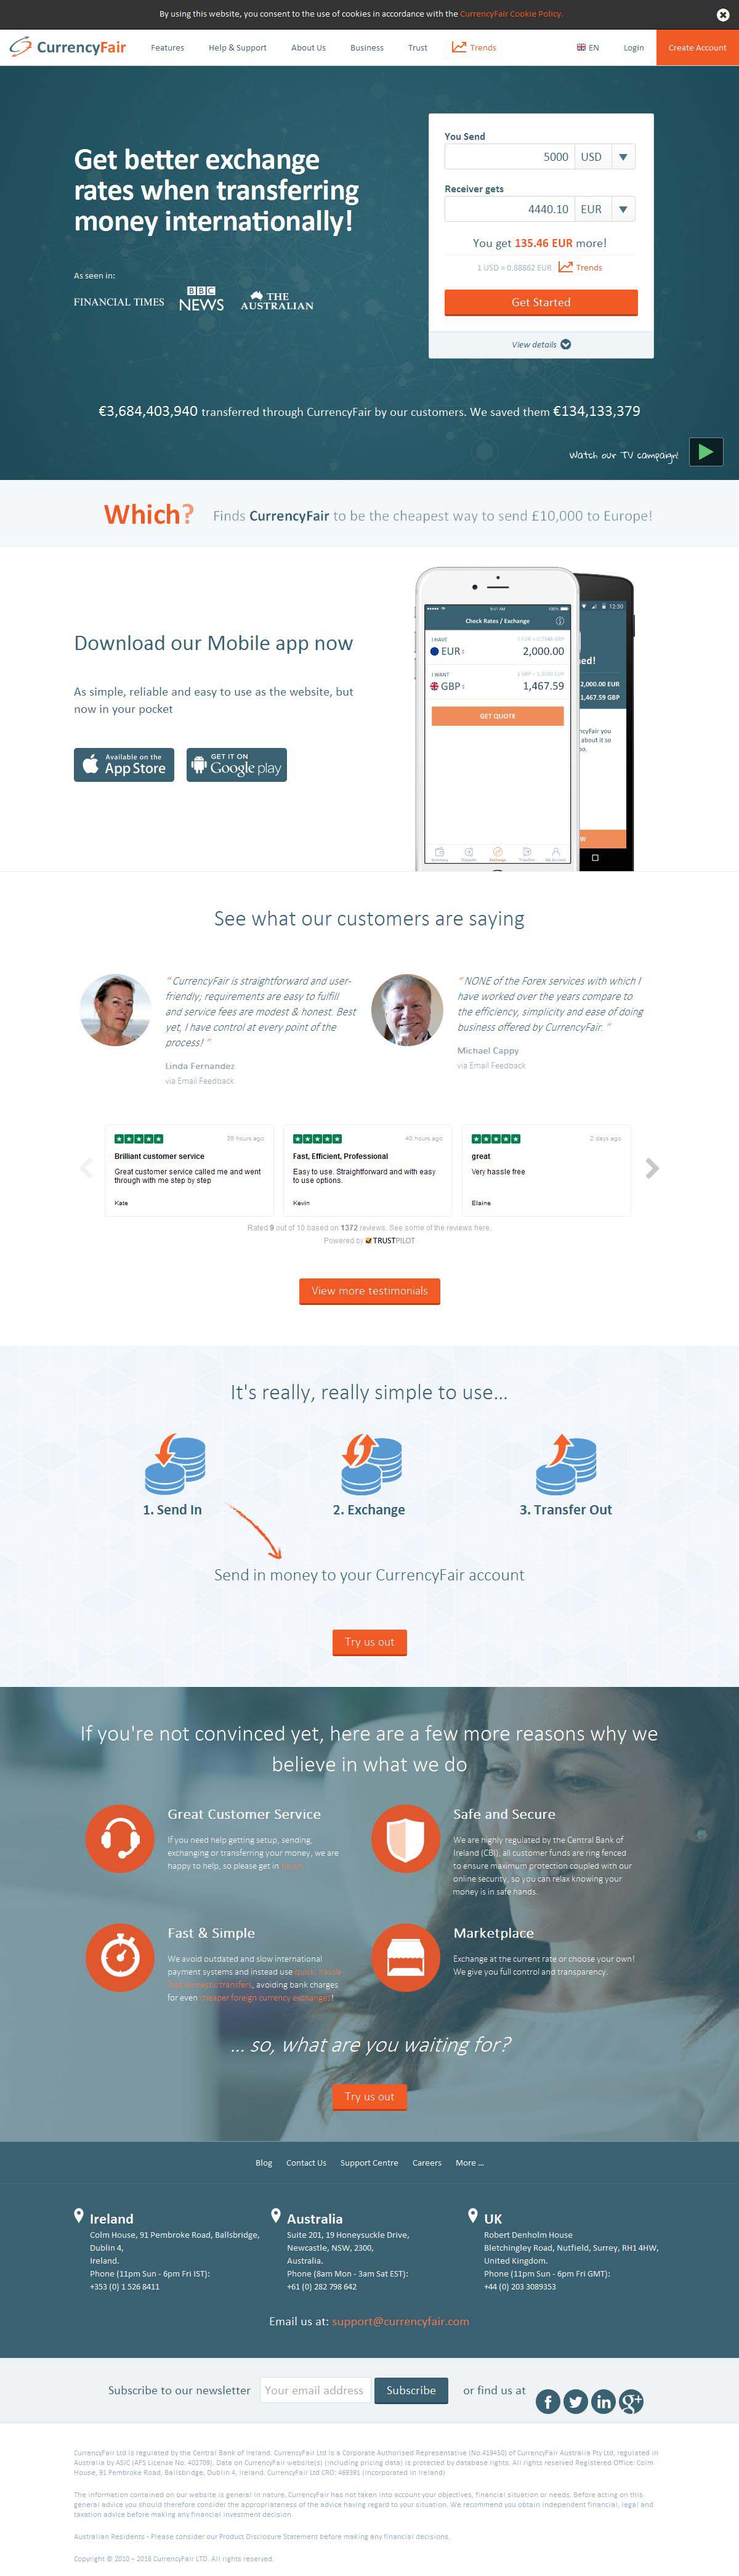 By using this website, you consent to the use of cookies in accordance with the CurrencyFair Cookie Policy.
CurrencyFair
Features
Help & Support
About Us
Business
Trust
Trends
EN
Login
Create Account
Get better exchange
rates when transferring
money internationally!
As seen in:
FINANCIAL TIMES
BBC
NEWS
THE
AUSTRALIAN
You Send
5000 USD
Receiver gets
4440.10 EUR
You get 135.46 EUR more!
1 USD = 0.88862 EUR
Trends
Get Started
View details
€3,684,403,940 transferred through CurrencyFair by our customers. We saved them €134,133,379
Watch our TV campaign!
Which? Finds CurrencyFair to be the cheapest way to send £10,000 to Europe!
Download our Mobile app now
As simple, reliable and easy to use as the website, but
now in your pocket
Available on the
App Store
GET IT ON
Google play
9:41 AM
100%
Check Rates / Exchange
I HAVE
EUR
2,000.00
I WANT
GBP
1,467.59
GET QUOTE
12:30
ed!
2,000.00 EUR
1,467.59 GBP
ncyFair you
about it so
oo.
W
See what our customers are saying
“ CurrencyFair is straightforward and user-
friendly; requirements are easy to fulfill
and service fees are modest & honest. Best
yet, I have control at every point of the
process! ”
Linda Fernandez
via Email Feedback
“ NONE of the Forex services with which I
have worked over the years compare to
the efficiency, simplicity and ease of doing
business offered by CurrencyFair. ”
Michael Cappy
via Email Feedback
39 hours ago
Brilliant customer service
Great customer service called me and went
through with me step by step
Kate
40 hours ago
Fast, Efficient, Professional
Easy to use. Straightforward and with easy
to use options.
Kevin
2 days ago
great
Very hassle free
Elaine
Rated 9 out of 10 based on 1372 reviews. See some of the reviews here.
Powered by TRUSTPILOT
View more testimonials
It's really, really simple to use...
1. Send In
2. Exchange
3. Transfer Out
Send in money to your CurrencyFair account
Try us out
If you're not convinced yet, here are a few more reasons why we
believe in what we do
Great Customer Service
If you need help getting setup, sending,
exchanging or transferring your money, we are
happy to help, so please get in touch
Safe and Secure
We are highly regulated by the Central Bank of
Ireland (CBI), all customer funds are ring fenced
to ensure maximum protection coupled with our
online security, so you can relax knowing your
money is in safe hands.
Fast & Simple
We avoid outdated and slow international
payment systems and instead use quick, hassle-
free domestic transfers, avoiding bank charges
for even cheaper foreign currency exchanges!
Marketplace
Exchange at the current rate or choose your own!
We give you full control and transparency.
... so, what are you waiting for?
Try us out
Blog
Contact Us
Support Centre
Careers
More ...
Ireland
Colm House, 91 Pembroke Road, Ballsbridge,
Dublin 4,
Ireland.
Phone (11pm Sun - 6pm Fri IST):
+353 (0) 1 526 8411
Australia
Suite 201, 19 Honeysuckle Drive,
Newcastle, NSW, 2300,
Australia.
Phone (8am Mon - 3am Sat EST):
+61 (0) 282 798 642
UK
Robert Denholm House
Bletchingley Road, Nutfield, Surrey, RH1 4HW,
United Kingdom.
Phone (11pm Sun - 6pm Fri GMT):
+44 (0) 203 3089353
Email us at: support@currencyfair.com
Subscribe to our newsletter
Your email address
Subscribe
or find us at
CurrencyFair Ltd is regulated by the Central Bank of Ireland. CurrencyFair Ltd is a Corporate Authorised Representative (No.419450) of CurrencyFair Australia Pty Ltd, regulated in
Australia by ASIC (AFS License No. 402709). Data on CurrencyFair website(s) (including pricing data) is protected by database rights. All rights reserved Registered Office: Colm
House, 91 Pembroke Road, Ballsbridge, Dublin 4, Ireland. CurrencyFair Ltd CRO: 469391 (Incorporated in Ireland)
The information contained on our website is general in nature. CurrencyFair has not taken into account your objectives, financial situation or needs. Before acting on this
general advice you should therefore consider the appropriateness of the advice having regard to your situation. We recommend you obtain independent financial, legal and
taxation advice before making any financial investment decision.
Australian Residents - Please consider our Product Disclosure Statement before making any financial decisions.
Copyright © 2010 – 2016 CurrencyFair LTD. All rights reserved.